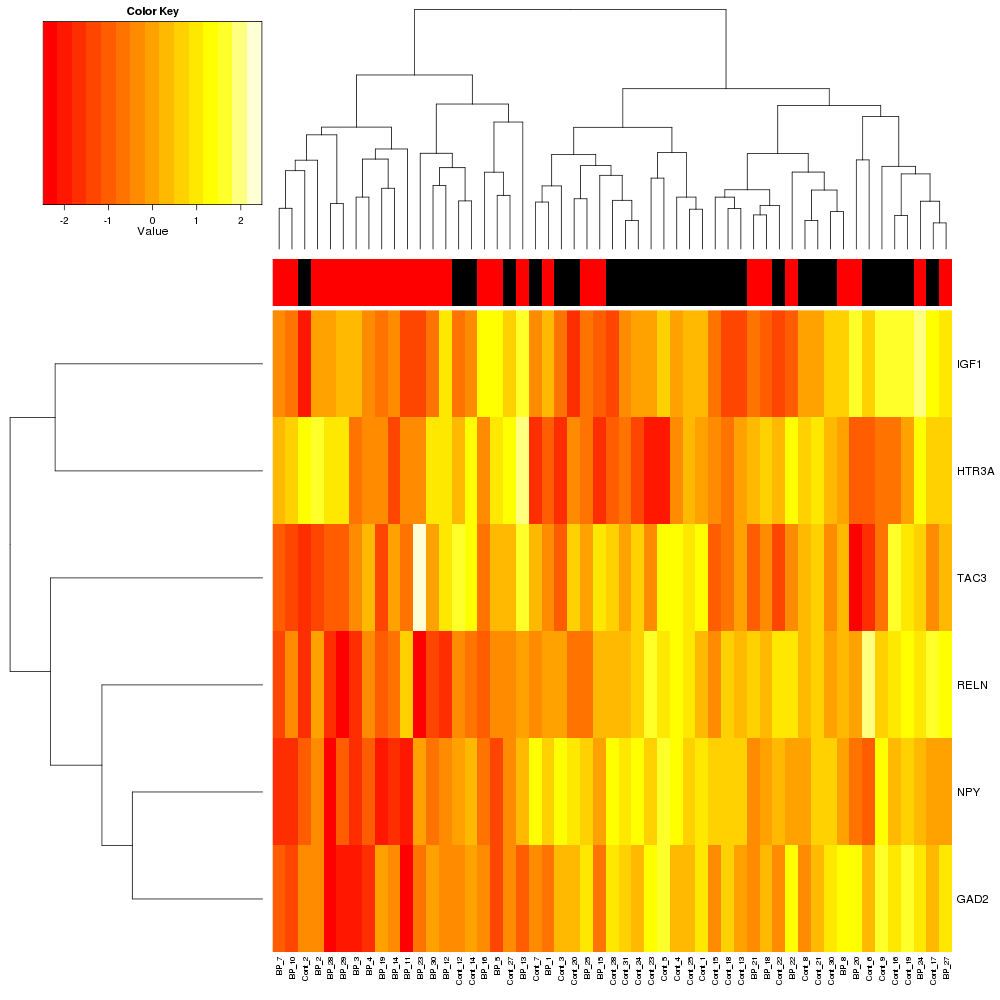 Color Key
-2 -1 0 1 2
Value
IGF1
HTR3A
TAC3
RELN
NPY
GAD2
BP_7 BP_10 Cont_2 BP_2 BP_28 BP_29 BP_3 BP_4 BP_19 BP_14 BP_11 BP_23 BP_30 BP_12 Cont_12 Cont_14 BP_16 BP_5 Cont_27 BP_13 Cont_7 BP_1 Cont_3 Cont_20 BP_25 BP_15 Cont_28 Cont_31 Cont_24 Cont_23 Cont_5 Cont_4 Cont_25 Cont_1 Cont_15 Cont_18 Cont_13 BP_21 BP_18 Cont_22 BP_22 Cont_8 Cont_21 Cont_30 BP_8 BP_20 Cont_6 Cont_9 Cont_16 Cont_19 BP_24 Cont_17 BP_27